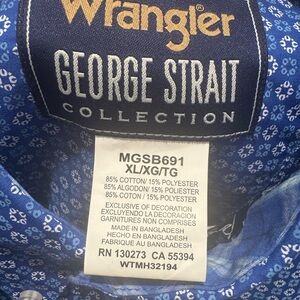 Wrangler®
GEORGE STRAIT
COLLECTION
MGSB691
XL/XG/TG
85% COTTON/ 15% POLYESTER
85% ALGODON/ 15% POLIESTER
85% COTON / 15% POLYESTER
EXCLUSIVE OF DECORATION
EXCLUYENDO LA DECORACION
GARNITURES NON COMPRISES
MADE IN BANGLADESH
HECHO EN BANGLADESH
FABRIQUE AU BANGLADESH
RN 130273 CA 55394
WTMH32194